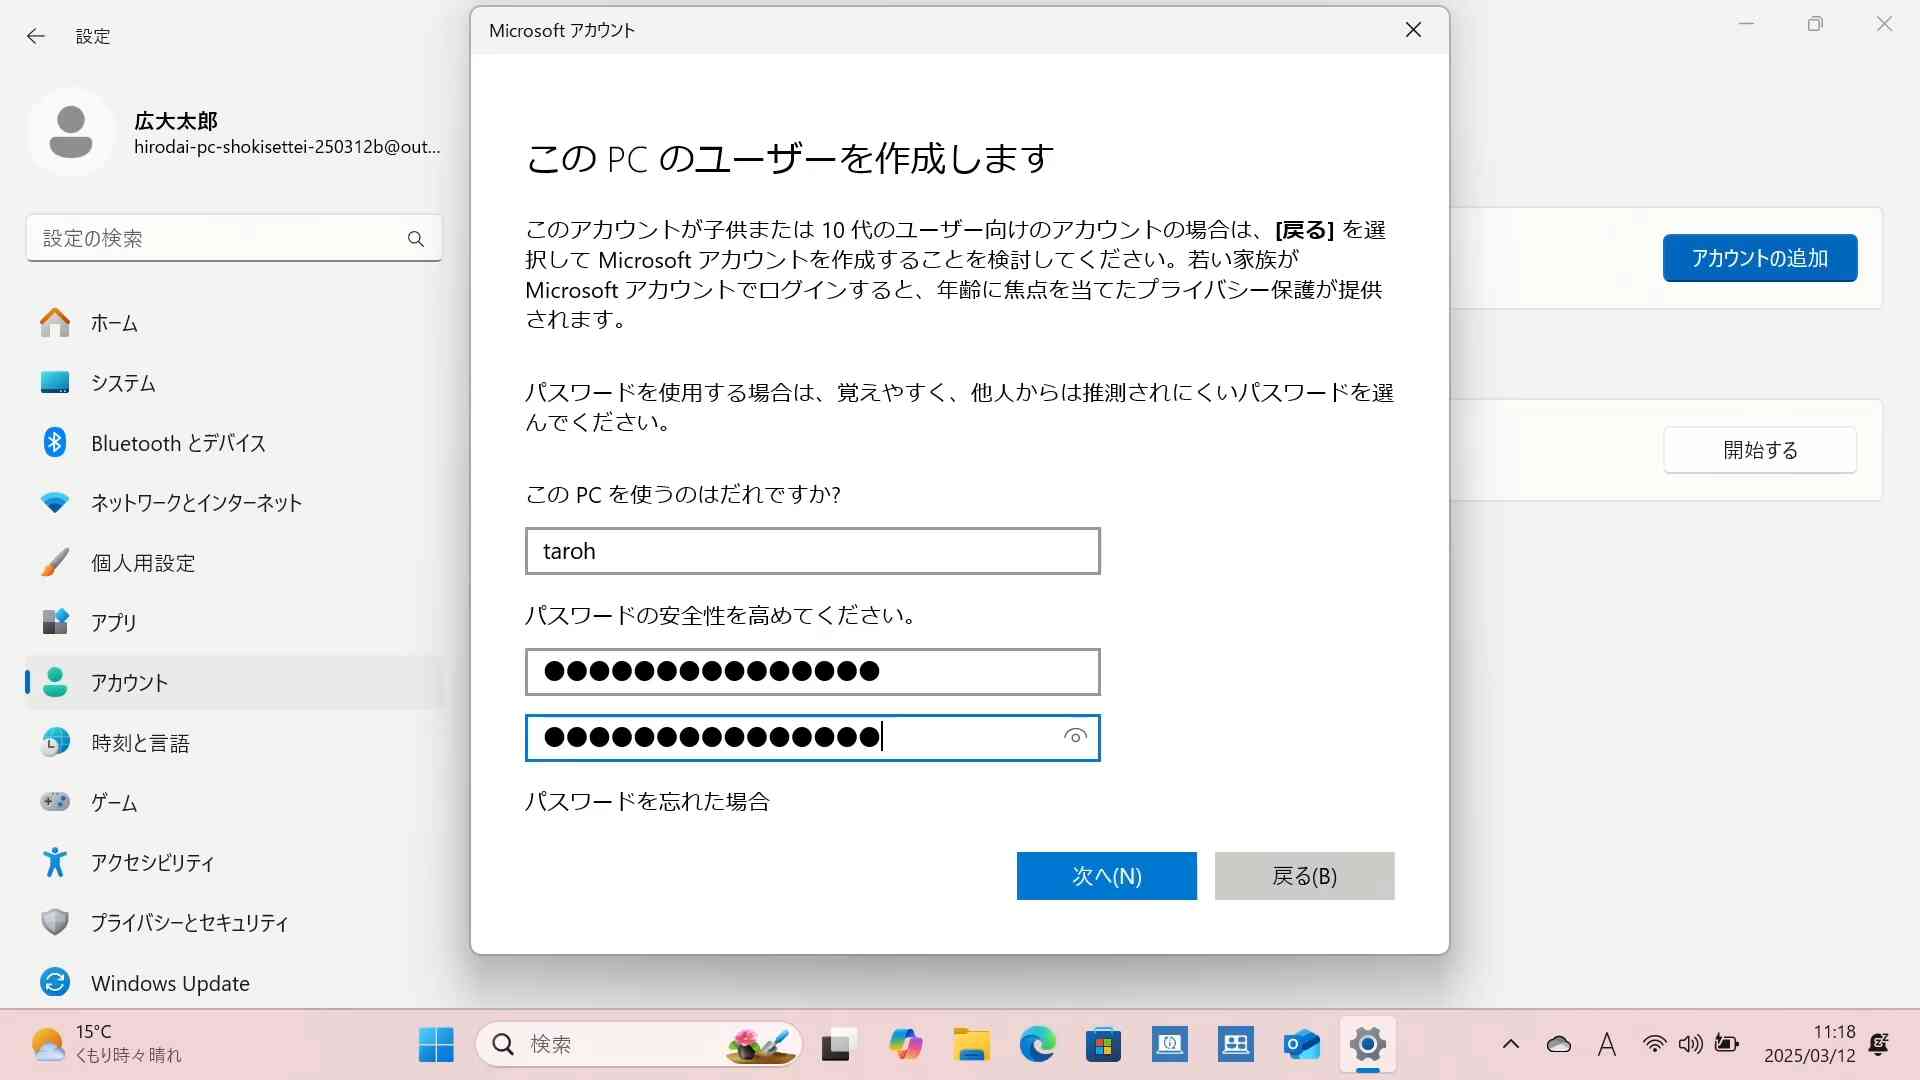 設定
広大太郎
hirodai-pc-shokisettei-250312b@out...
設定の検索
ホーム
システム
Bluetooth とデバイス
ネットワークとインターネット
個人用設定
アプリ
アカウント
時刻と言語
ゲーム
アクセシビリティ
プライバシーとセキュリティ
Windows Update
Microsoft アカウント
この PC のユーザーを作成します
このアカウントが子供または 10 代のユーザー向けのアカウントの場合は、[戻る] を選
択して Microsoft アカウントを作成することを検討してください。若い家族が
Microsoft アカウントでログインすると、年齢に焦点を当てたプライバシー保護が提供
されます。
パスワードを使用する場合は、覚えやすく、他人からは推測されにくいパスワードを選
んでください。
この PC を使うのはだれですか?
taroh
パスワードの安全性を高めてください。
●●●●●●●●●●●●●●●
●●●●●●●●●●●●●●●
パスワードを忘れた場合
次へ(N)
戻る(B)
アカウントの追加
開始する
15°C
くもり時々晴れ
検索
A
11:18
2025/03/12